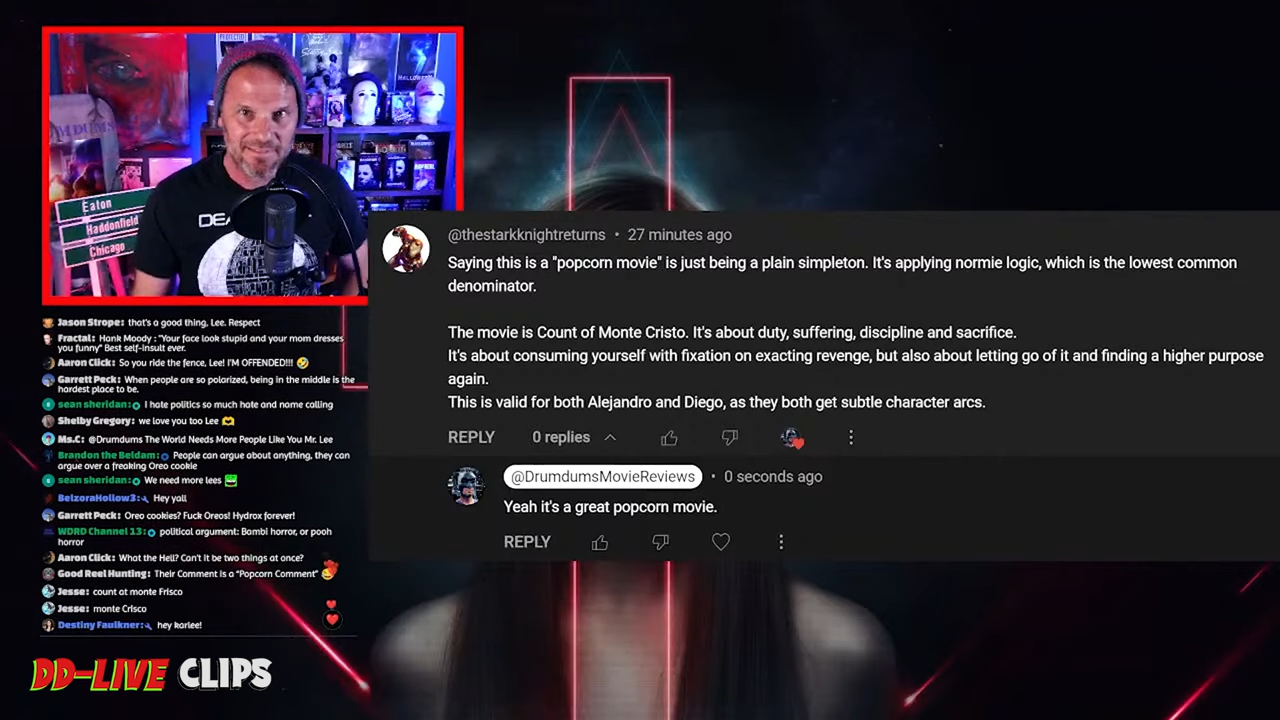 Eaton
Haddonfield
Chicago
@thestarkknightreturns • 27 minutes ago
Saying this is a "popcorn movie" is just being a plain simpleton. It's applying normie logic, which is the lowest common
denominator.
The movie is Count of Monte Cristo. It's about duty, suffering, discipline and sacrifice.
It's about consuming yourself with fixation on exacting revenge, but also about letting go of it and finding a higher purpose
again.
This is valid for both Alejandro and Diego, as they both get subtle character arcs.
REPLY 0 replies
@DrumdumsMovieReviews • 0 seconds ago
Yeah it's a great popcorn movie.
REPLY
Jason Strope: that's a good thing, Lee. Respect
Fractal: Hank Moody : "Your face look stupid and your mom dresses
you funny" Best self-insult ever.
Aaron Click: So you ride the fence, Lee! I'M OFFENDED!!!
Garrett Peck: When people are so polarized, being in the middle is the
hardest place to be.
sean sheridan: I hate politics so much hate and name calling
Shelby Gregory: we love you too Lee
Ms.C: @Drumdums The World Needs More People Like You Mr. Lee
Brandon the Beldam: People can argue about anything, they can
argue over a freaking Oreo cookie
sean sheridan: We need more lees
BelzoraHollow3: Hey yall
Garrett Peck: Oreo cookies? Fuck Oreos! Hydrox forever!
WDRD Channel 13: political argument: Bambi horror, or pooh
horror
Aaron Click: What the Hell? Can't it be two things at once?
Good Reel Hunting: Their Comment is a "Popcorn Comment"
Jesse: count at monte Frisco
Jesse: monte Crisco
Destiny Faulkner: hey karlee!
DD-LIVE CLIPS